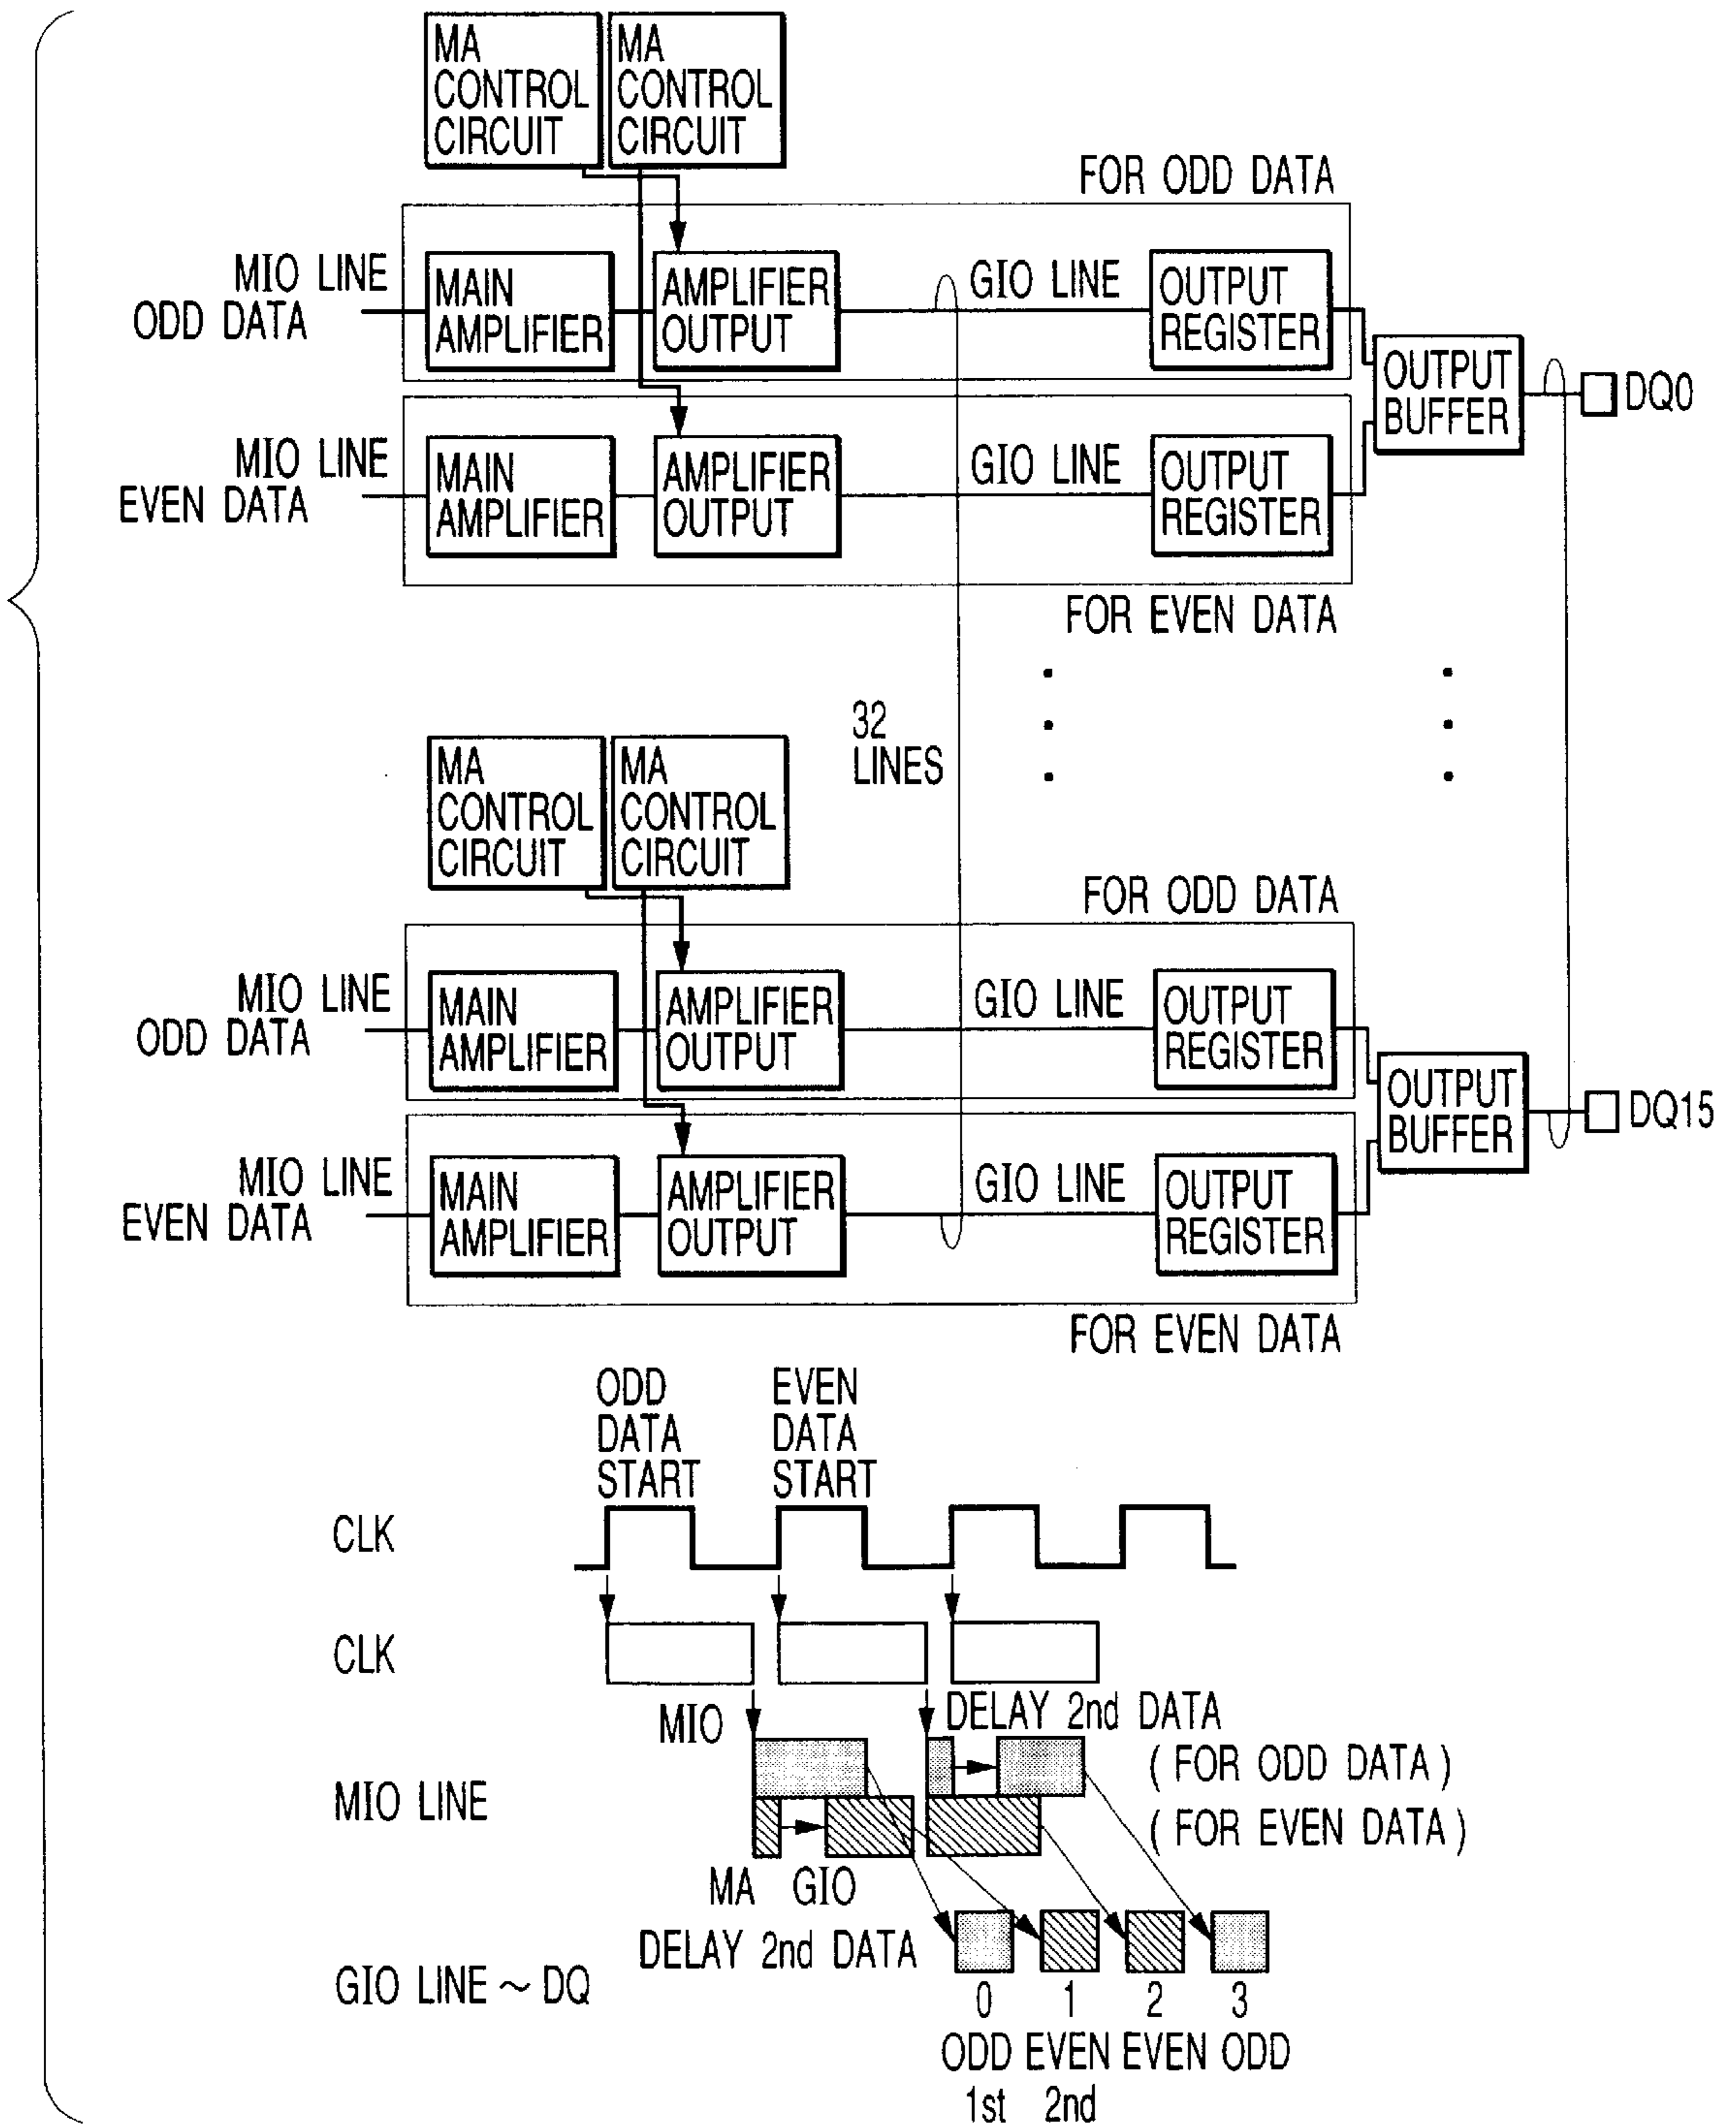 MA CONTROL CIRCUIT
MA CONTROL CIRCUIT
FOR ODD DATA
MIO LINE
ODD DATA
MAIN AMPLIFIER
AMPLIFIER OUTPUT
GIO LINE
OUTPUT REGISTER
OUTPUT BUFFER
DQ0
MIO LINE
EVEN DATA
MAIN AMPLIFIER
AMPLIFIER OUTPUT
GIO LINE
OUTPUT REGISTER
FOR EVEN DATA
32 LINES
MA CONTROL CIRCUIT
MA CONTROL CIRCUIT
FOR ODD DATA
MIO LINE
ODD DATA
MAIN AMPLIFIER
AMPLIFIER OUTPUT
GIO LINE
OUTPUT REGISTER
OUTPUT BUFFER
DQ15
MIO LINE
EVEN DATA
MAIN AMPLIFIER
AMPLIFIER OUTPUT
GIO LINE
OUTPUT REGISTER
FOR EVEN DATA
ODD DATA START
EVEN DATA START
CLK
CLK
MIO
DELAY 2nd DATA
( FOR ODD DATA )
MIO LINE
( FOR EVEN DATA )
MA GIO
DELAY 2nd DATA
GIO LINE ~ DQ
0 1 2 3
ODD EVEN EVEN ODD
1st 2nd